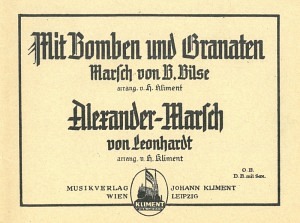 Mit Bomben und Granaten
Marsch von B. Bilse
arrang. v. H. Kliment
Alexander-Marsch
von Leonhardt
arrang. v. H. Kliment
O. B.
D. B. mit Sax.
MUSIKVERLAG JOHANN KLIMENT
WIEN LEIPZIG
KLIMENT